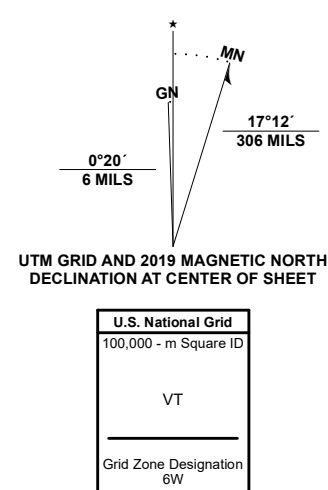 ★
MN
GN
17°12´
306 MILS
0°20´
6 MILS
UTM GRID AND 2019 MAGNETIC NORTH
DECLINATION AT CENTER OF SHEET
U.S. National Grid
100,000 - m Square ID
VT
Grid Zone Designation
6W